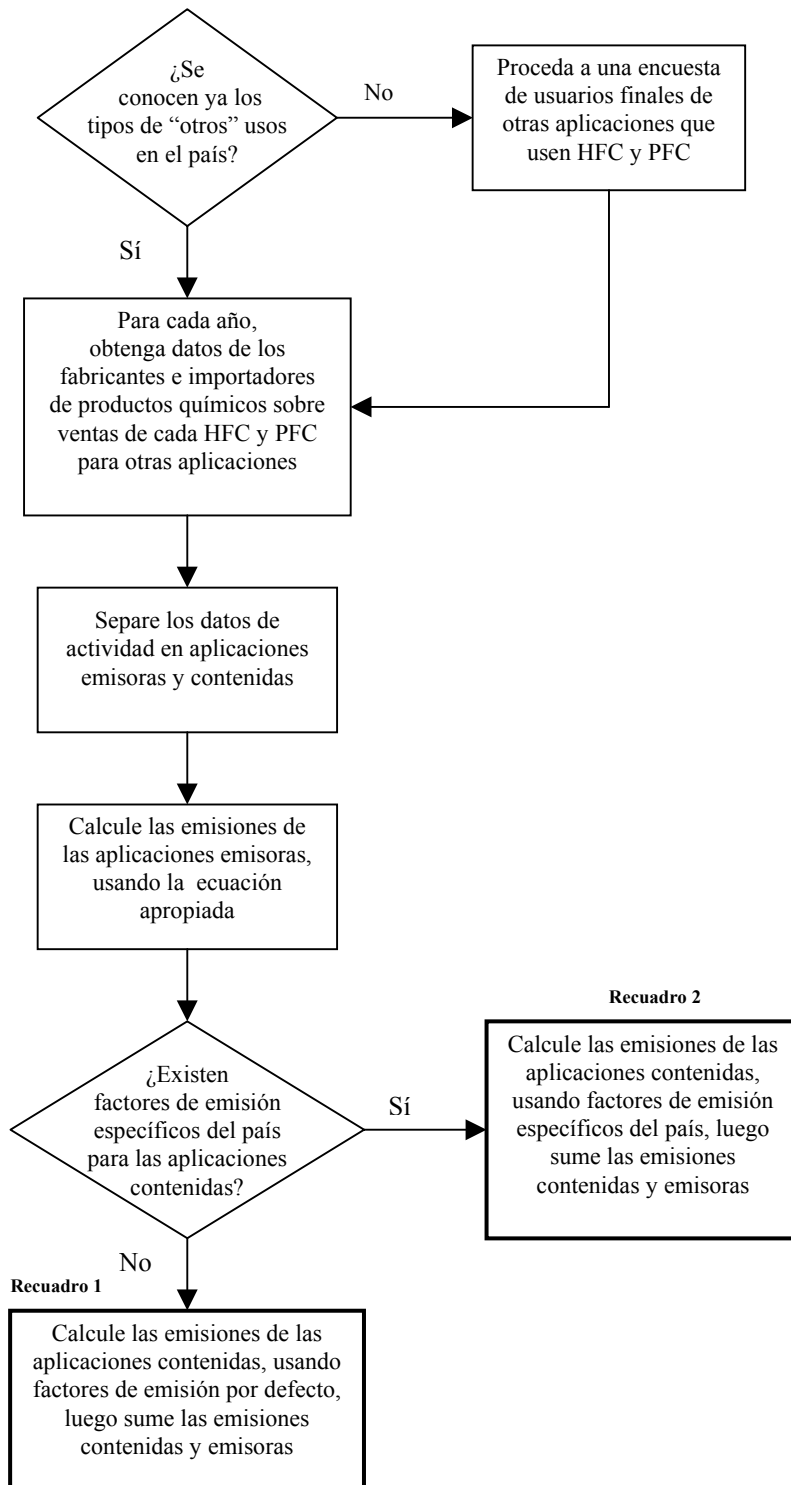 ¿Se
conocen ya los
tipos de “otros” usos
en el país?
No
Proceda a una encuesta
de usuarios finales de
otras aplicaciones que
usen HFC y PFC
Sí
Para cada año,
obtenga datos de los
fabricantes e importadores
de productos químicos sobre
ventas de cada HFC y PFC
para otras aplicaciones
Separe los datos de
actividad en aplicaciones
emisoras y contenidas
Calcule las emisiones de
las aplicaciones emisoras,
usando la ecuación
apropiada
¿Existen
factores de emisión
específicos del país
para las aplicaciones
contenidas?
Sí
Recuadro 2
Calcule las emisiones de las
aplicaciones contenidas,
usando factores de emisión
específicos del país, luego
sume las emisiones
contenidas y emisoras
No
Recuadro 1
Calcule las emisiones de las
aplicaciones contenidas, usando
factores de emisión por defecto,
luego sume las emisiones
contenidas y emisoras